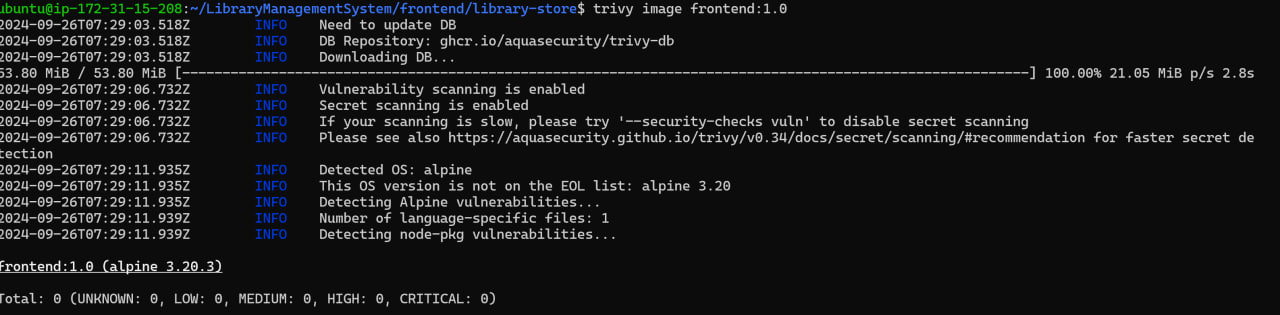 ubuntu@ip-172-31-15-208:~/LibraryManagementSystem/frontend/library-store$ trivy image frontend:1.0
2024-09-26T07:29:03.518Z INFO Need to update DB
2024-09-26T07:29:03.518Z INFO DB Repository: ghcr.io/aquasecurity/trivy-db
2024-09-26T07:29:03.518Z INFO Downloading DB...
53.80 MiB / 53.80 MiB [----------------------------------------------------------------------------------------------------------] 100.00% 21.05 MiB p/s 2.8s
2024-09-26T07:29:06.732Z INFO Vulnerability scanning is enabled
2024-09-26T07:29:06.732Z INFO Secret scanning is enabled
2024-09-26T07:29:06.732Z INFO If your scanning is slow, please try '--security-checks vuln' to disable secret scanning
2024-09-26T07:29:06.732Z INFO Please see also https://aquasecurity.github.io/trivy/v0.34/docs/secret/scanning/#recommendation for faster secret de
tection
2024-09-26T07:29:11.935Z INFO Detected OS: alpine
2024-09-26T07:29:11.935Z INFO This OS version is not on the EOL list: alpine 3.20
2024-09-26T07:29:11.935Z INFO Detecting Alpine vulnerabilities...
2024-09-26T07:29:11.939Z INFO Number of language-specific files: 1
2024-09-26T07:29:11.939Z INFO Detecting node-pkg vulnerabilities...
frontend:1.0 (alpine 3.20.3)
Total: 0 (UNKNOWN: 0, LOW: 0, MEDIUM: 0, HIGH: 0, CRITICAL: 0)